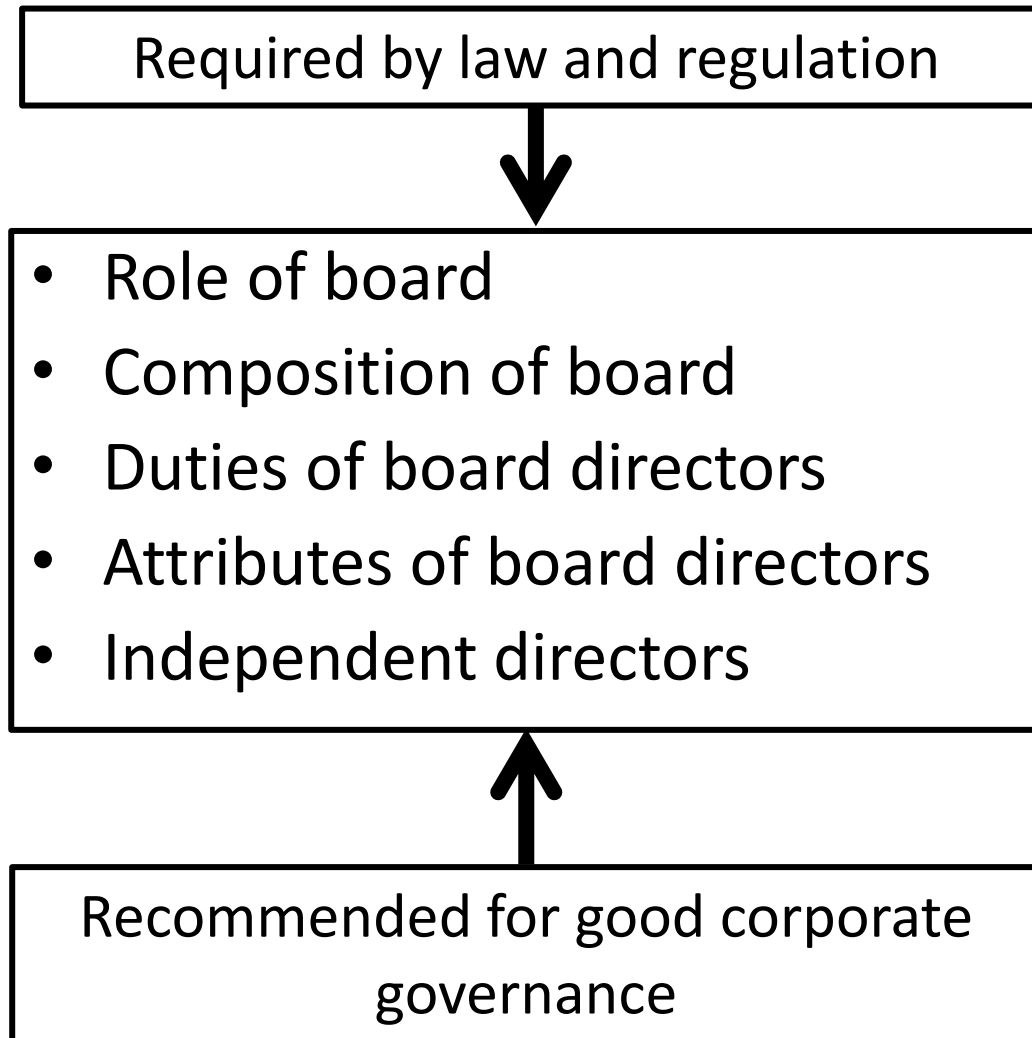 Required by law and regulation
• Role of board
• Composition of board
• Duties of board directors
• Attributes of board directors
• Independent directors
Recommended for good corporate
governance